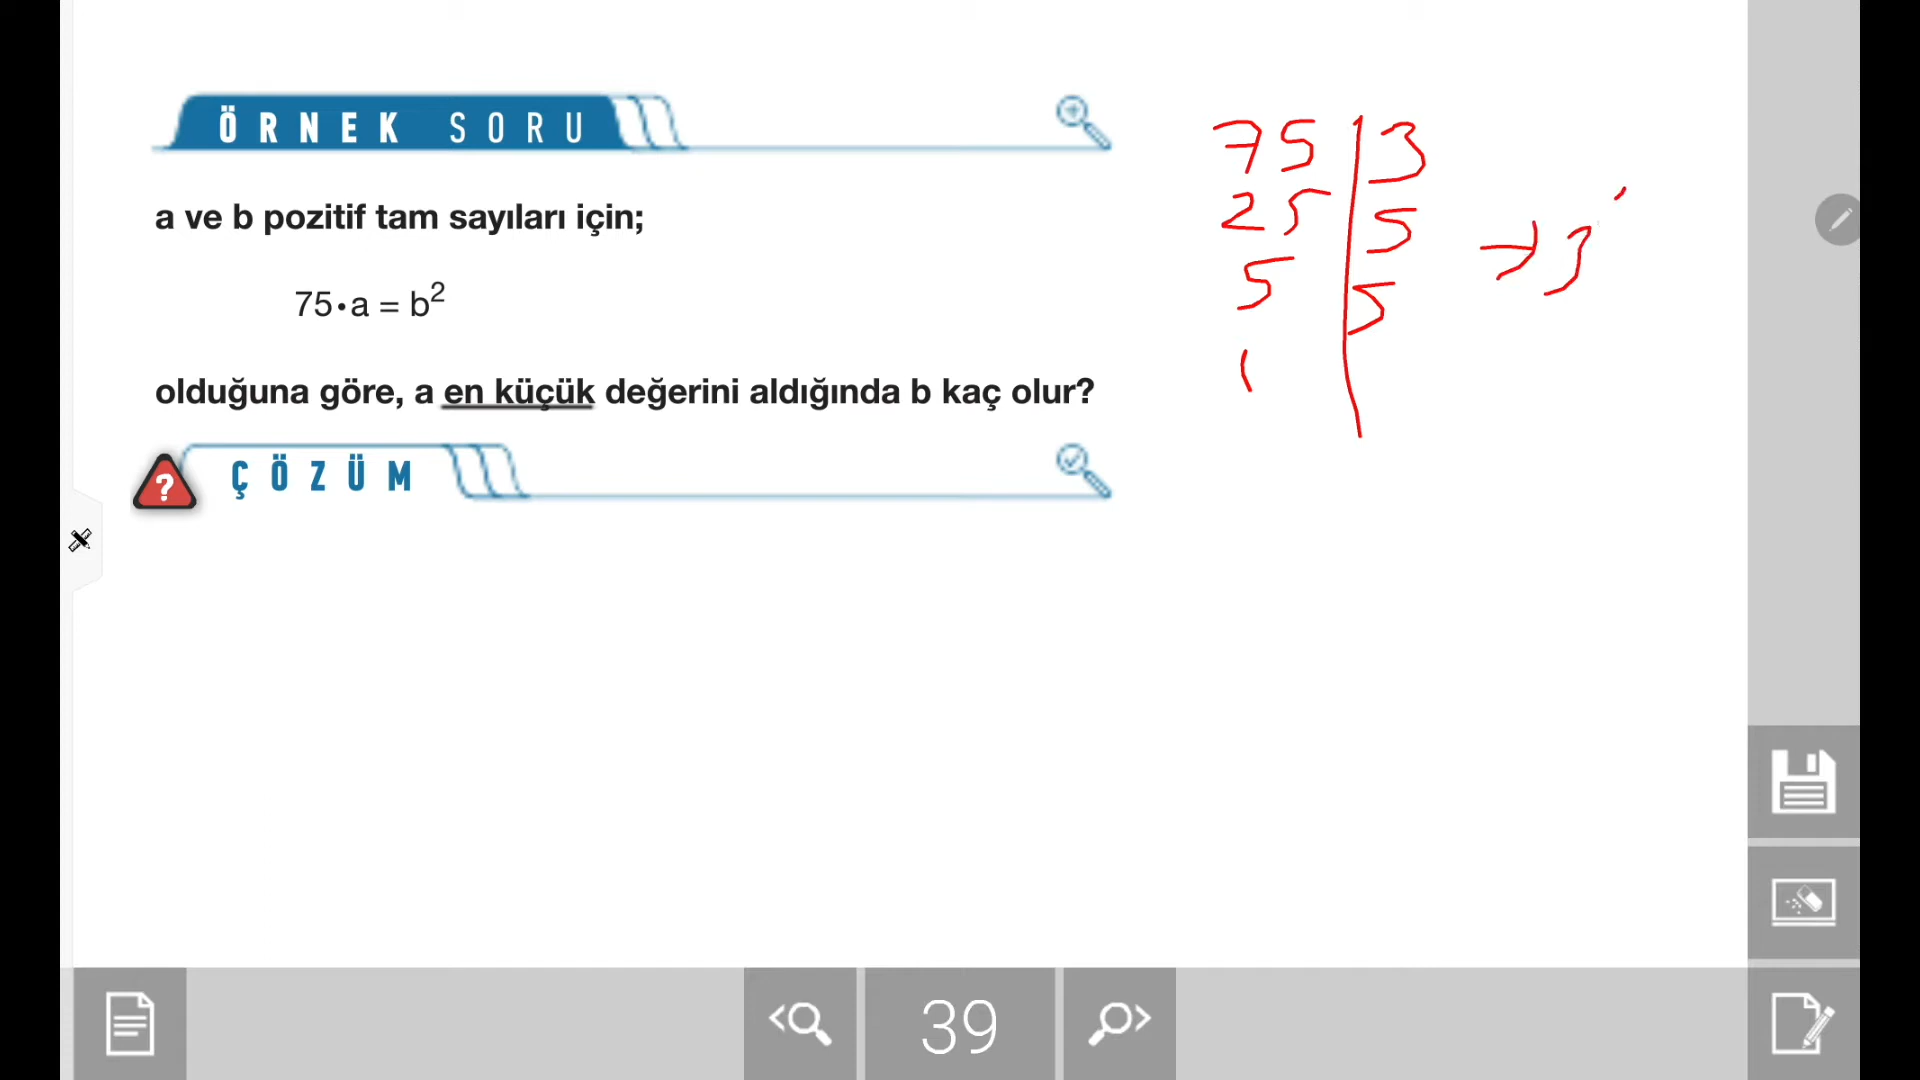 ÖRNEK SORU
a ve b pozitif tam sayıları için;
75•a = b²
olduğuna göre, a en küçük değerini aldığında b kaç olur?
? ÇÖZÜM
75 | 3
25 | 5 → 3
5 | 5
1
39